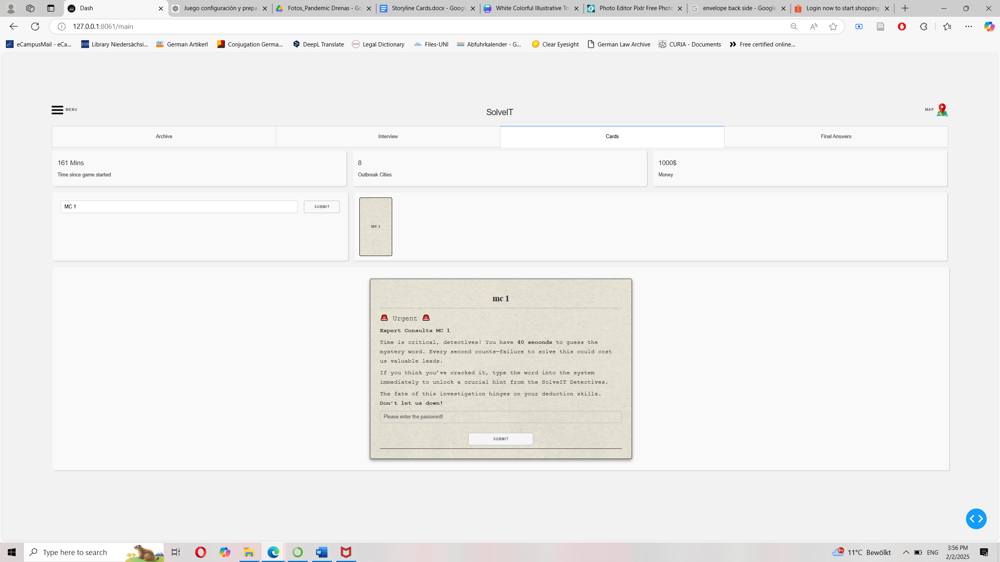 Dash
Juego configuración y prepa
Fotos_Pandemic Drenas - Go
Storyline Cards.docx - Googl
White Colorful Illustrative To
Photo Editor Pixlr Free Photo
envelope back side - Google
Login now to start shopping
127.0.0.1:8061/main
eCampusMail - eCa...
Library Niedersächsi...
German Artikerl
Conjugation Germa...
DeepL Translate
Legal Dictionary
Files-UNI
Abfuhrkalender - G...
Clear Eyesight
German Law Archive
CURIA - Documents
Free certified online...
MENU
SolveIT
MAP
Archive
Interview
Cards
Final Answers
161 Mins
Time since game started
8
Outbreak Cities
1000$
Money
MC 1
SUBMIT
MC 1
mc 1
Urgent
Expert Consults MC 1
Time is critical, detectives! You have 40 seconds to guess the
mystery word. Every second counts—failure to solve this could cost
us valuable leads.
If you think you’ve cracked it, type the word into the system
immediately to unlock a crucial hint from the SolveIT Detectives.
The fate of this investigation hinges on your deduction skills.
Don’t let us down!
Please enter the password!
SUBMIT
Type here to search
9+
11°C Bewölkt
ENG
3:56 PM
2/2/2025